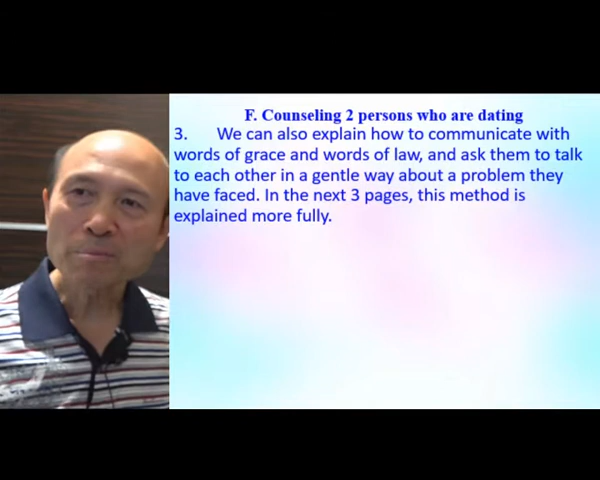 F. Counseling 2 persons who are dating
3. We can also explain how to communicate with
words of grace and words of law, and ask them to talk
to each other in a gentle way about a problem they
have faced. In the next 3 pages, this method is
explained more fully.